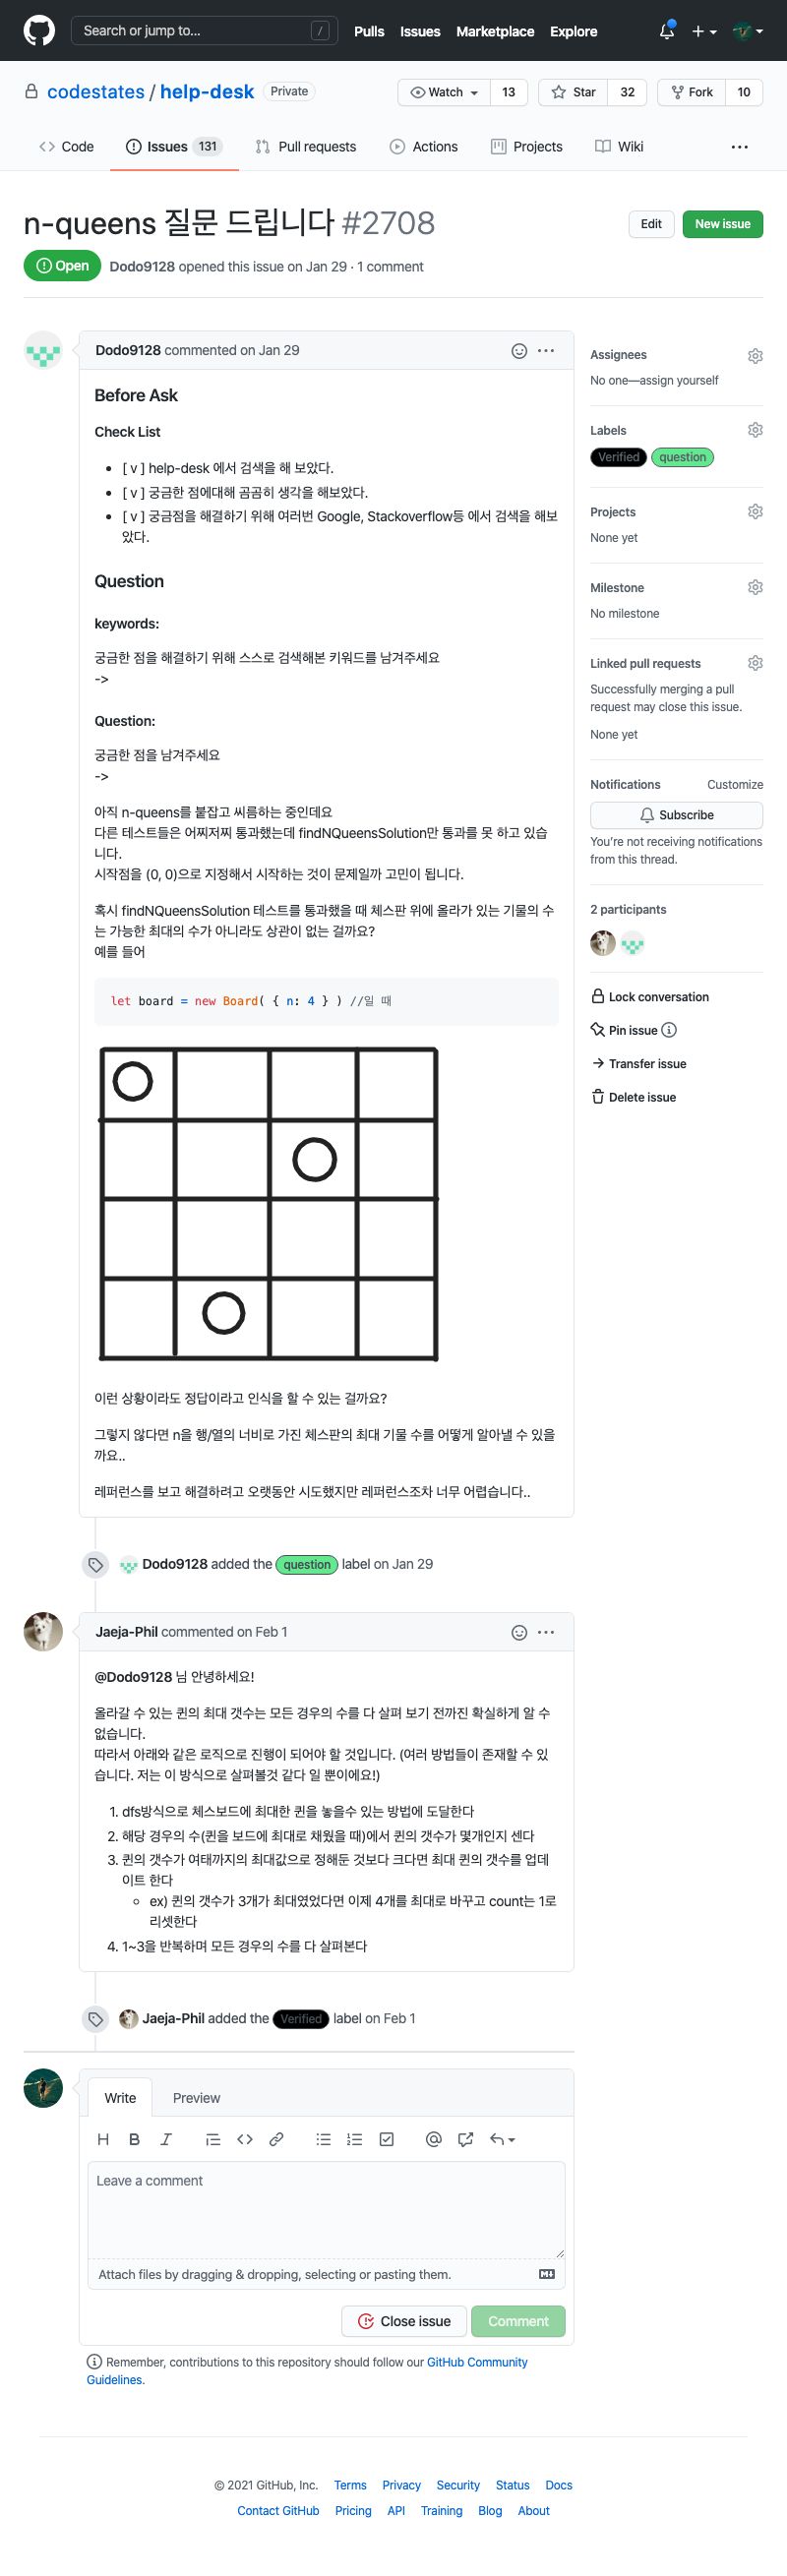 Search or jump to... /
Pulls Issues Marketplace Explore
codestates / help-desk Private
Watch 13 Star 32 Fork 10
Code Issues 131 Pull requests Actions Projects Wiki ...
n-queens 질문 드립니다 #2708
Edit New issue
Open Dodo9128 opened this issue on Jan 29 · 1 comment
Dodo9128 commented on Jan 29
Before Ask
Check List
• [ v ] help-desk 에서 검색을 해 보았다.
• [ v ] 궁금한 점에대해 곰곰히 생각을 해보았다.
• [ v ] 궁금점을 해결하기 위해 여러번 Google, Stackoverflow등 에서 검색을 해보
았다.
Question
keywords:
궁금한 점을 해결하기 위해 스스로 검색해본 키워드를 남겨주세요
->
Question:
궁금한 점을 남겨주세요
->
아직 n-queens를 붙잡고 씨름하는 중인데요
다른 테스트들은 어찌저찌 통과했는데 findNQueensSolution만 통과를 못 하고 있습
니다.
시작점을 (0, 0)으로 지정해서 시작하는 것이 문제일까 고민이 됩니다.
혹시 findNQueensSolution 테스트를 통과했을 때 체스판 위에 올라가 있는 기물의 수
는 가능한 최대의 수가 아니라도 상관이 없는 걸까요?
예를 들어
let board = new Board( { n: 4 } ) //일 때
이런 상황이라도 정답이라고 인식을 할 수 있는 걸까요?
그렇지 않다면 n을 행/열의 너비로 가진 체스판의 최대 기물 수를 어떻게 알아낼 수 있을
까요..
레퍼런스를 보고 해결하려고 오랫동안 시도했지만 레퍼런스조차 너무 어렵습니다..
Dodo9128 added the question label on Jan 29
Jaeja-Phil commented on Feb 1
@Dodo9128 님 안녕하세요!
올라갈 수 있는 퀸의 최대 갯수는 모든 경우의 수를 다 살펴 보기 전까진 확실하게 알 수
없습니다.
따라서 아래와 같은 로직으로 진행이 되어야 할 것입니다. (여러 방법들이 존재할 수 있
습니다. 저는 이 방식으로 살펴볼것 같다 일 뿐이에요!)
1. dfs방식으로 체스보드에 최대한 퀸을 놓을수 있는 방법에 도달한다
2. 해당 경우의 수(퀸을 보드에 최대로 채웠을 때)에서 퀸의 갯수가 몇개인지 센다
3. 퀸의 갯수가 여태까지의 최대값으로 정해둔 것보다 크다면 최대 퀸의 갯수를 업데
이트 한다
◦ ex) 퀸의 갯수가 3개가 최대였었다면 이제 4개를 최대로 바꾸고 count는 1로
리셋한다
4. 1~3을 반복하며 모든 경우의 수를 다 살펴본다
Jaeja-Phil added the Verified label on Feb 1
Write Preview
Leave a comment
Attach files by dragging & dropping, selecting or pasting them.
Close issue Comment
Remember, contributions to this repository should follow our GitHub Community
Guidelines.
Assignees
No one—assign yourself
Labels
Verified question
Projects
None yet
Milestone
No milestone
Linked pull requests
Successfully merging a pull
request may close this issue.
None yet
Notifications Customize
Subscribe
You're not receiving notifications
from this thread.
2 participants
Lock conversation
Pin issue
Transfer issue
Delete issue
© 2021 GitHub, Inc. Terms Privacy Security Status Docs
Contact GitHub Pricing API Training Blog About